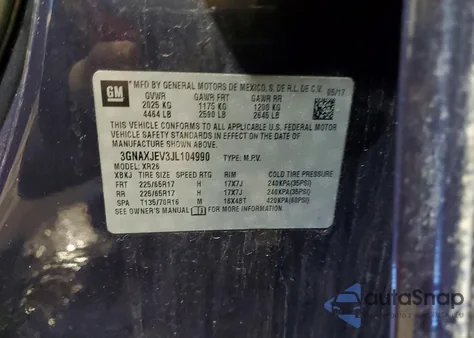 GM
MFD BY GENERAL MOTORS DE MEXICO, S. DE R.L. DE C.V. 05/17
GVWR GAWR FRT GAWR RR
2025 KG 1175 KG 1200 KG
4464 LB 2590 LB 2645 LB
THIS VEHICLE CONFORMS TO ALL APPLICABLE U.S. FEDERAL
MOTOR VEHICLE SAFETY, BUMPER, AND THEFT PREVENTION
STANDARDS IN EFFECT ON THE DATE OF
MANUFACTURE SHOWN ABOVE.
3GNAXJEV3JL104990 TYPE: M.P.V.
MODEL: XR26
XBKJ TIRE SIZE SPEED RTG RIM COLD TIRE PRESSURE
FRT 225/65R17 H 17X7J 240KPA(35PSI)
RR 225/65R17 H 17X7J 240KPA(35PSI)
SPA T135/70R16 M 16X4BT 420KPA(60PSI)
SEE OWNER'S MANUAL FOR MORE INFORMATION.
autoSnap